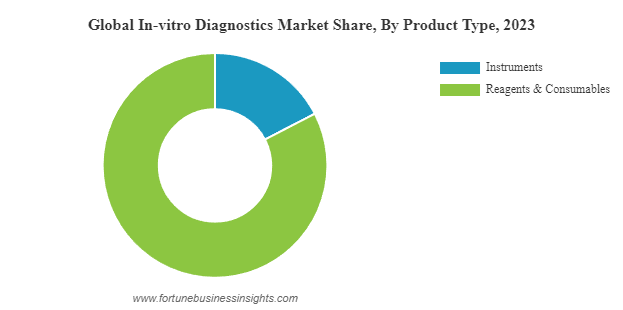 Global In-vitro Diagnostics Market Share, By Product Type, 2023
Instruments
Reagents & Consumables
www.fortunebusinessinsights.com